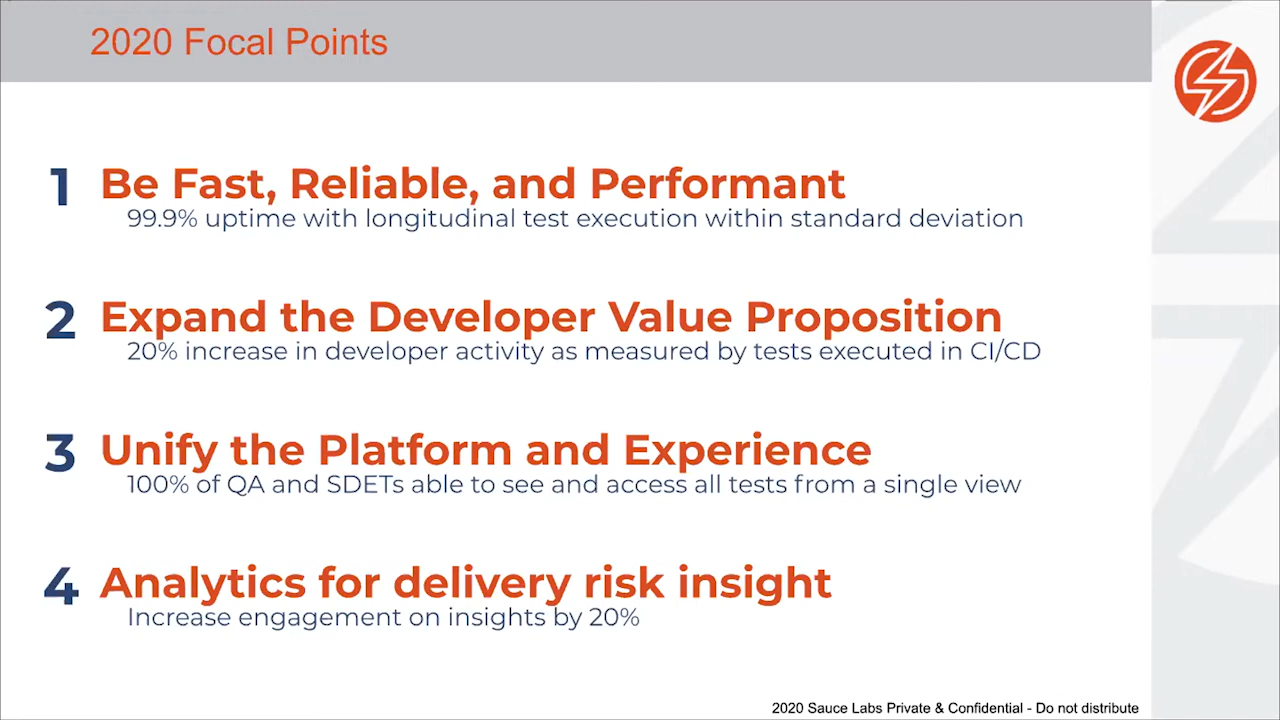 2020 Focal Points
1 Be Fast, Reliable, and Performant
99.9% uptime with longitudinal test execution within standard deviation
2 Expand the Developer Value Proposition
20% increase in developer activity as measured by tests executed in CI/CD
3 Unify the Platform and Experience
100% of QA and SDETs able to see and access all tests from a single view
4 Analytics for delivery risk insight
Increase engagement on insights by 20%
2020 Sauce Labs Private & Confidential - Do not distribute